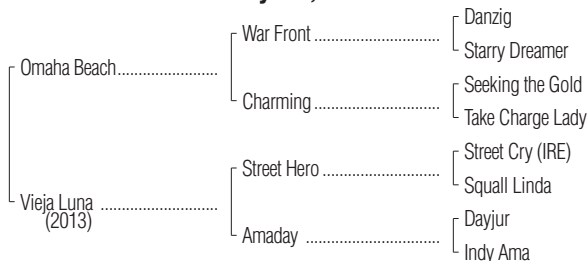 War Front
Danzig
Starry Dreamer
Omaha Beach
Charming
Seeking the Gold
Take Charge Lady
Street Hero
Street Cry (IRE)
Squall Linda
Vieja Luna
(2013)
Amaday
Dayjur
Indy Ama